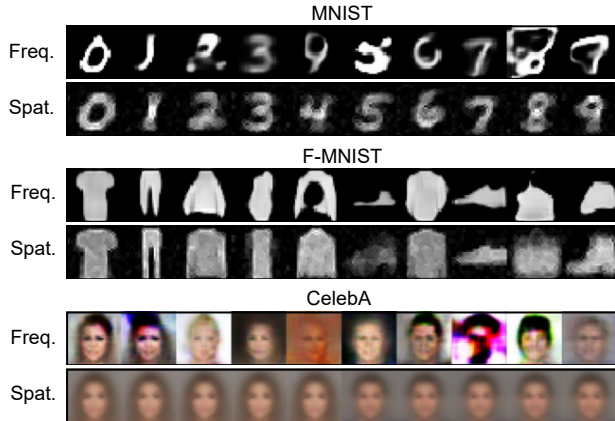 MNIST
Freq.
Spat.
F-MNIST
Freq.
Spat.
CelebA
Freq.
Spat.